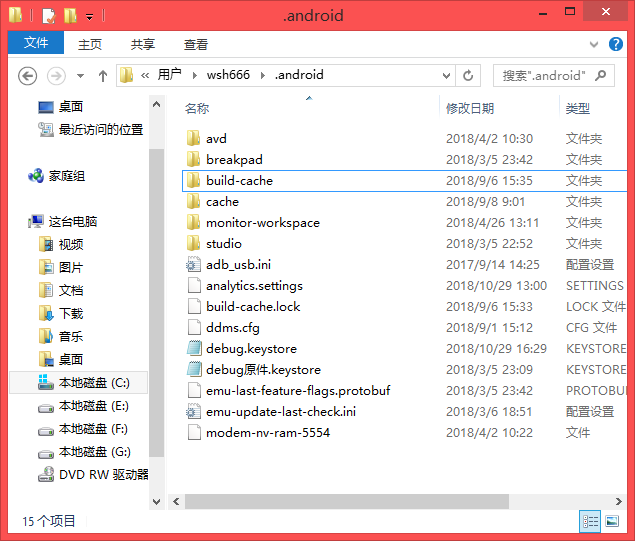 .android
文件 主页 共享 查看
« 用户 wsh666 .android 搜索".android"
名称 修改日期 类型
桌面
最近访问的位置
家庭组
这台电脑
视频
图片
文档
下载
音乐
桌面
本地磁盘 (C:)
本地磁盘 (E:)
本地磁盘 (F:)
本地磁盘 (G:)
DVD RW 驱动器
avd 2018/4/2 10:30 文件夹
breakpad 2018/3/5 23:42 文件夹
build-cache 2018/9/6 15:35 文件夹
cache 2018/9/8 9:01 文件夹
monitor-workspace 2018/4/26 13:11 文件夹
studio 2018/3/5 22:52 文件夹
adb_usb.ini 2017/9/14 14:25 配置设置
analytics.settings 2018/10/29 13:00 SETTINGS
build-cache.lock 2018/9/6 15:33 LOCK 文件
ddms.cfg 2018/9/1 15:12 CFG 文件
debug.keystore 2018/10/29 16:29 KEYSTORE
debug原件.keystore 2018/3/5 23:09 KEYSTORE
emu-last-feature-flags.protobuf 2018/3/5 23:42 PROTOBU
emu-update-last-check.ini 2018/3/6 18:51 配置设置
modem-nv-ram-5554 2018/4/2 10:22 文件
15 个项目